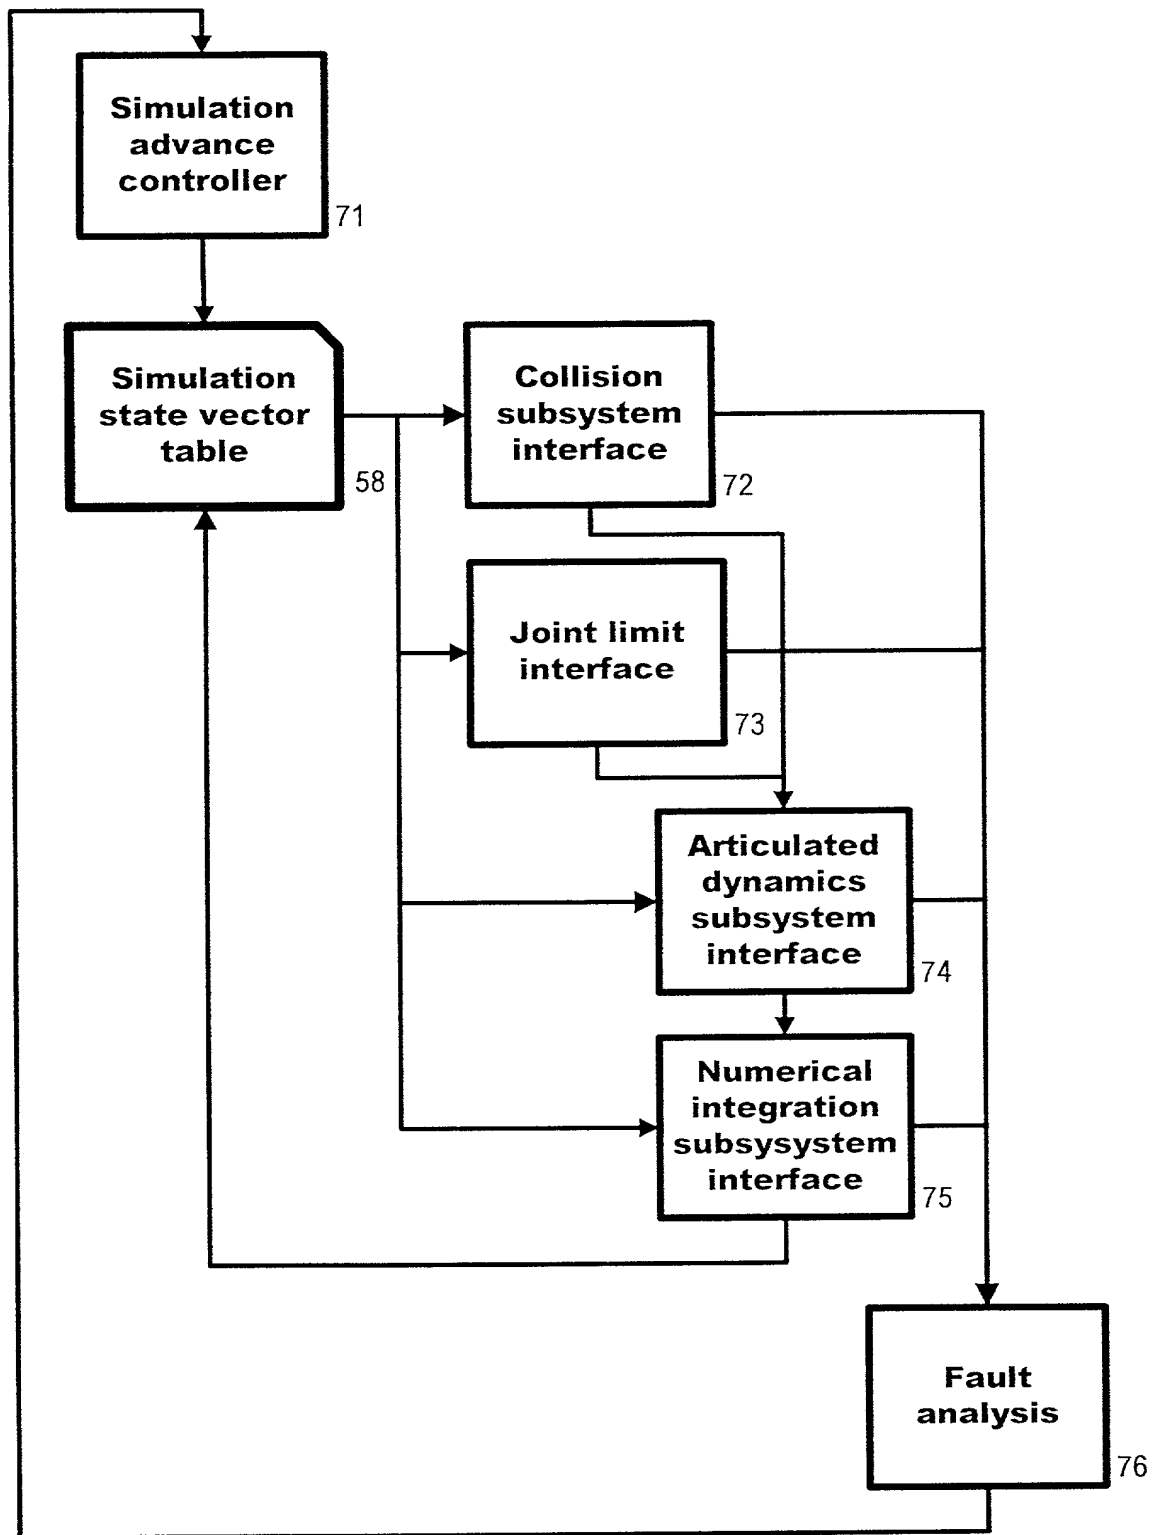 Simulation
advance
controller
71
Simulation
state vector
table
58
Collision
subsystem
interface
72
Joint limit
interface
73
Articulated
dynamics
subsystem
interface
74
Numerical
integration
subsysystem
interface
75
Fault
analysis
76